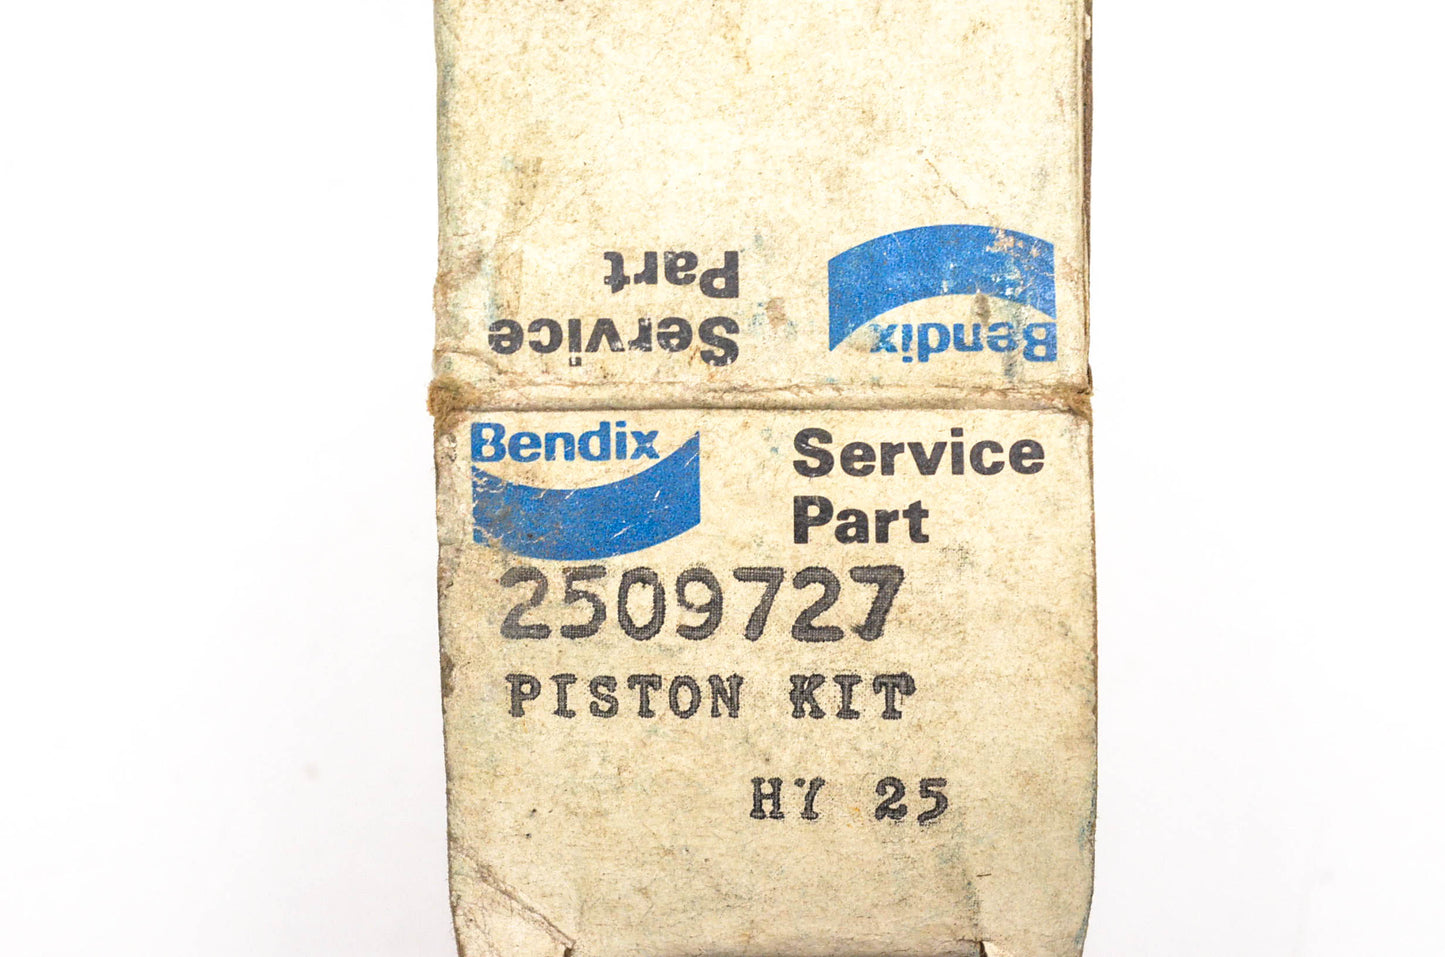 Service
Part
Bendix
Bendix
Service
Part
2509727
PISTON KIT
H7 25